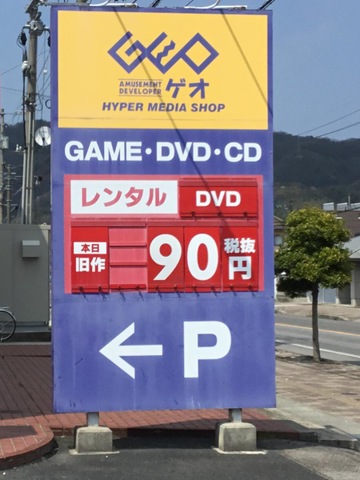 GEO
AMUSEMENT
DEVELOPER ゲオ
HYPER MEDIA SHOP
GAME・DVD・CD
レンタル DVD
本日 旧作 90 税抜 円
← P